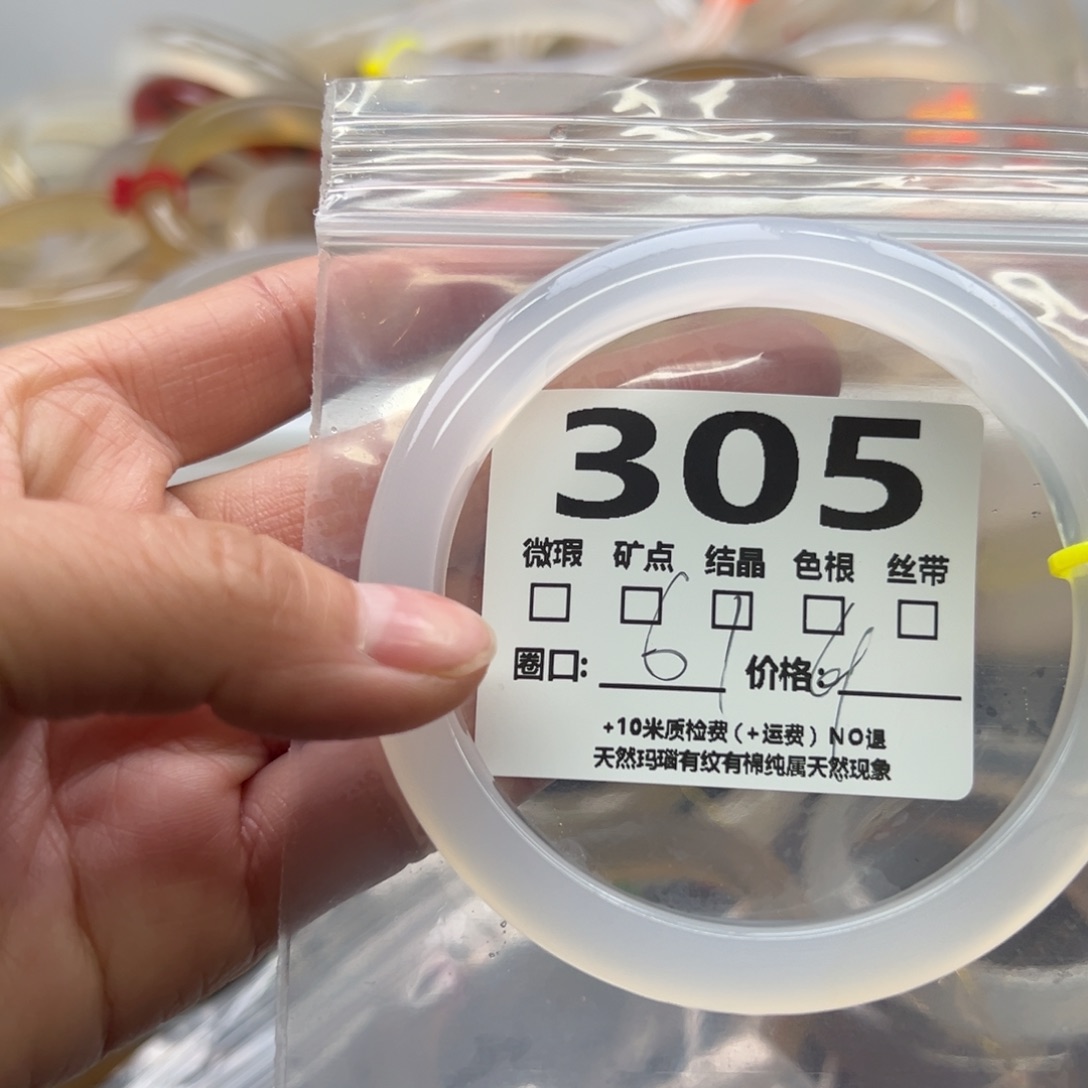 305
微瑕 矿点 结晶 色根 丝带
圈口: 61 价格:
+10米质检费(+运费) NO退
天然玛瑙有纹有棉纯属天然现象